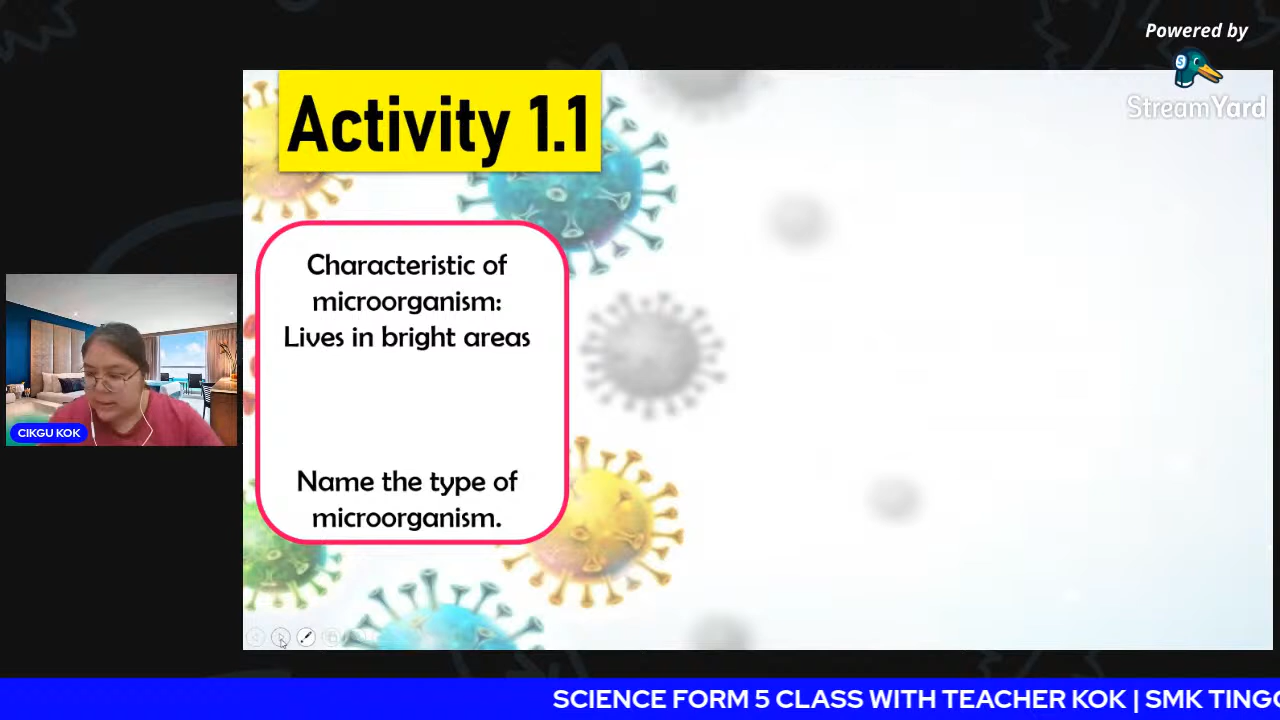 Powered by
StreamYard
Activity 1.1
Characteristic of
microorganism:
Lives in bright areas
Name the type of
microorganism.
CIKGU KOK
SCIENCE FORM 5 CLASS WITH TEACHER KOK | SMK